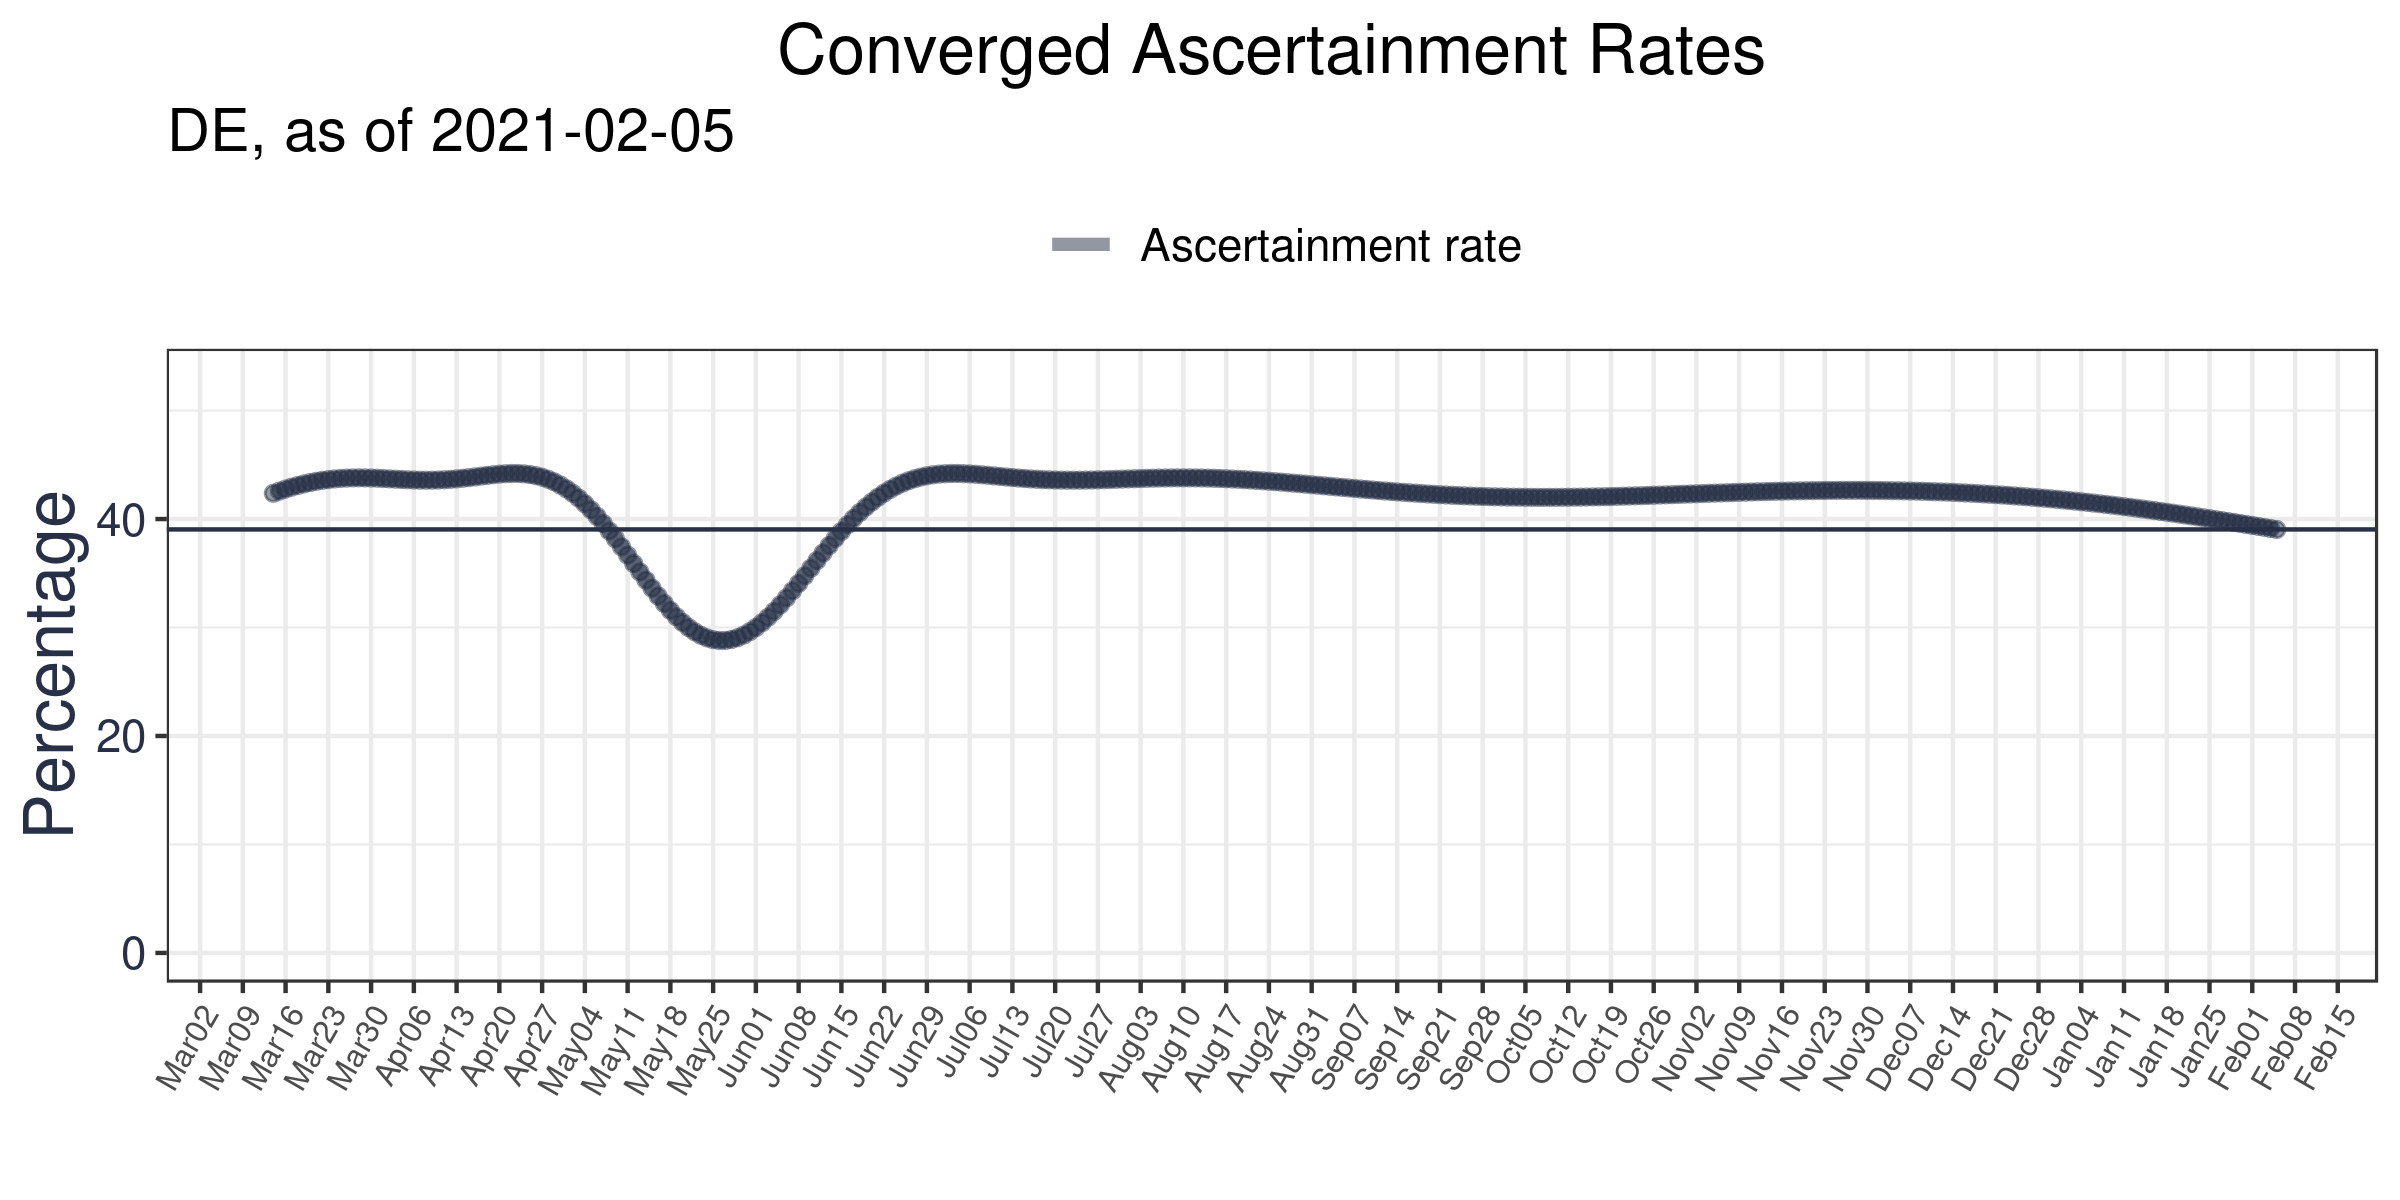 Converged Ascertainment Rates
DE, as of 2021-02-05
Ascertainment rate
Percentage
40
20
0
Mar02 Mar09 Mar16 Mar23 Mar30 Apr06 Apr13 Apr20 Apr27 May04 May11 May18 May25 Jun01 Jun08 Jun15 Jun22 Jun29 Jul06 Jul13 Jul20 Jul27 Aug03 Aug10 Aug17 Aug24 Aug31 Sep07 Sep14 Sep21 Sep28 Oct05 Oct12 Oct19 Oct26 Nov02 Nov09 Nov16 Nov23 Nov30 Dec07 Dec14 Dec21 Dec28 Jan04 Jan11 Jan18 Jan25 Feb01 Feb08 Feb15